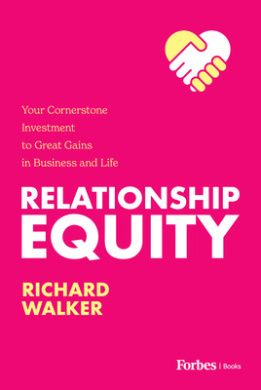 Your Cornerstone
Investment
to Great Gains
in Business and Life
RELATIONSHIP
EQUITY
RICHARD
WALKER
Forbes | Books